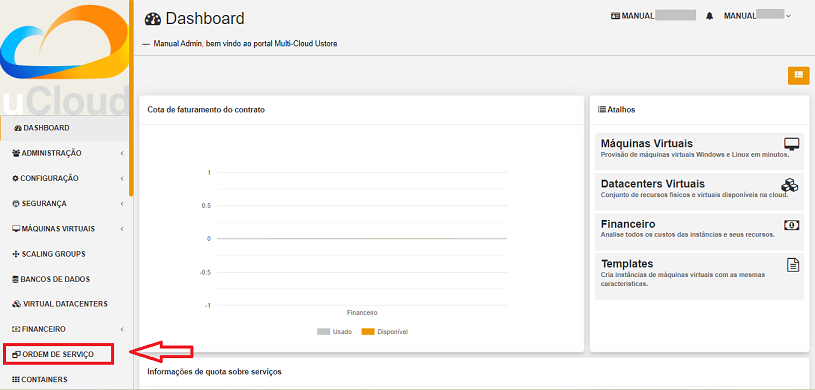 uCloud
DASHBOARD
ADMINISTRAÇÃO
CONFIGURAÇÃO
SEGURANÇA
MÁQUINAS VIRTUAIS
SCALING GROUPS
BANCOS DE DADOS
VIRTUAL DATACENTERS
FINANCEIRO
ORDEM DE SERVIÇO
CONTAINERS
Dashboard
MANUAL
MANUAL
— Manual Admin, bem vindo ao portal Multi-Cloud Ustore
Cota de faturamento do contrato
1
0.5
0
-0.5
-1
Financeiro
Usado Disponível
Atalhos
Máquinas Virtuais
Provisão de máquinas virtuais Windows e Linux em minutos.
Datacenters Virtuais
Conjunto de recursos físicos e virtuais disponíveis na cloud.
Financeiro
Analise todos os custos das instâncias e seus recursos.
Templates
Cria instâncias de máquinas virtuais com as mesmas
características.
Informações de quota sobre serviços